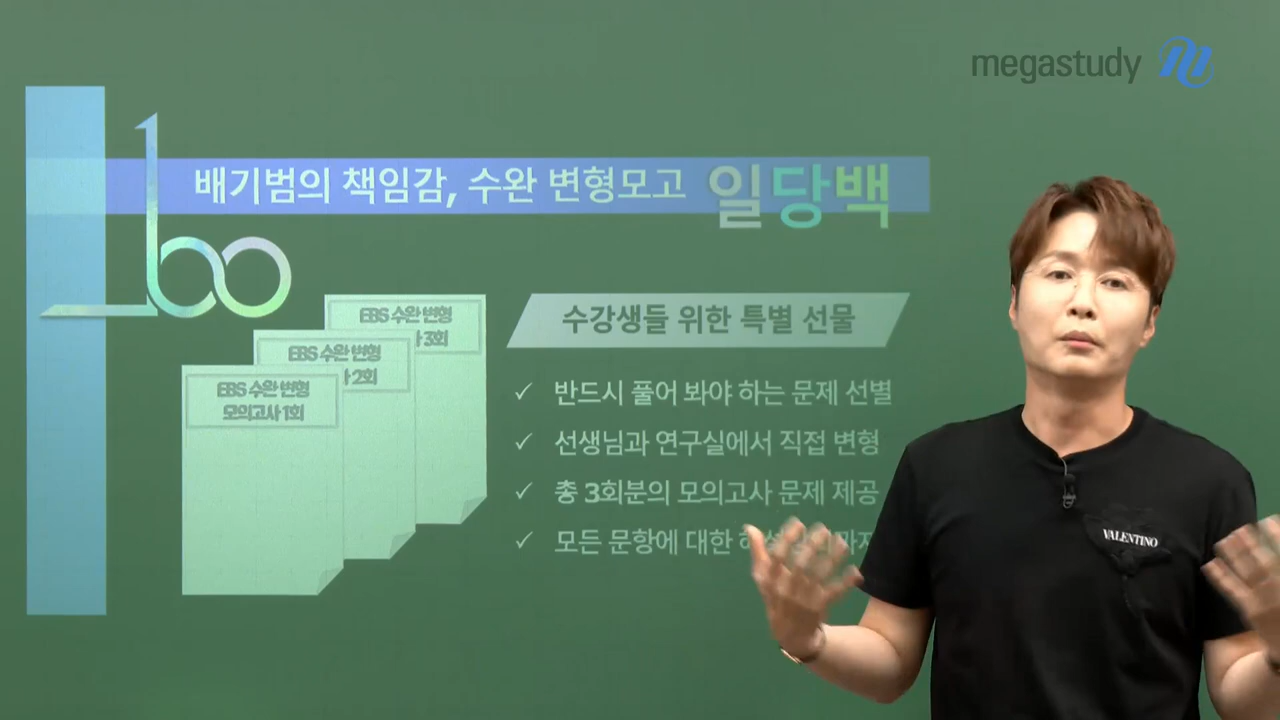 megastudy
배기범의 책임감, 수완 변형모고 일당백
EBS 수완 변형
3회
EBS 수완 변형
2회
EBS 수완 변형
모의고사 1회
수강생들 위한 특별 선물
✓ 반드시 풀어 봐야 하는 문제 선별
✓ 선생님과 연구실에서 직접 변형
✓ 총 3회분의 모의고사 문제 제공
✓ 모든 문항에 대한
VALENTINO